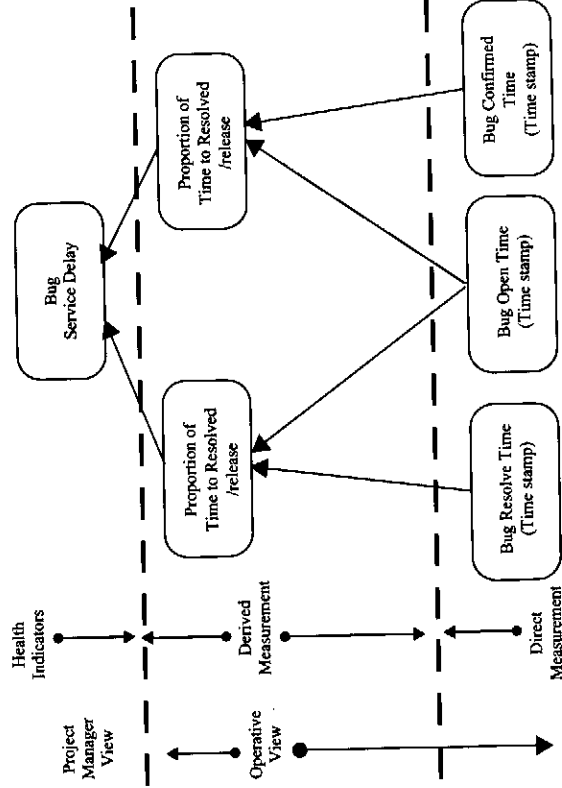 Project
Manager
View
Health
Indicators
Bug
Service Delay
Operative View
Derived
Measurement
Proportion of
Time to Resolved
/release
Proportion of
Time to Resolved
/release
Direct
Measurement
Bug Resolve Time
(Time stamp)
Bug Open Time
(Time stamp)
Bug Confirmed
Time
(Time stamp)